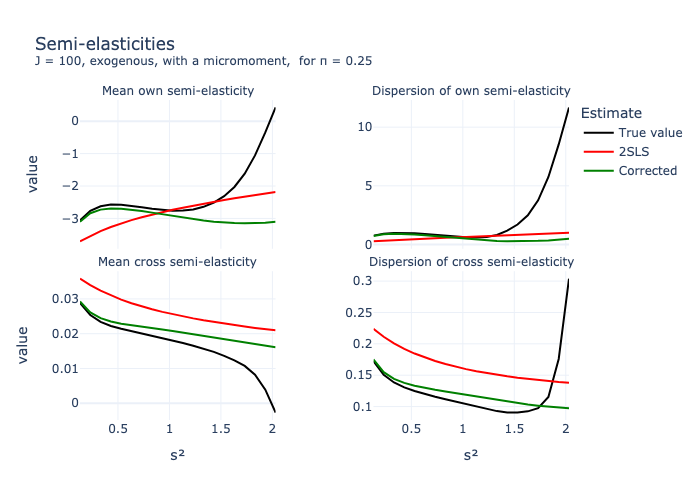 Semi-elasticities
J = 100, exogenous, with a micromoment, for π = 0.25
Mean own semi-elasticity
Dispersion of own semi-elasticity
Estimate
True value
2SLS
Corrected
value
0
−1
−2
−3
10
5
0
Mean cross semi-elasticity
Dispersion of cross semi-elasticity
value
0.03
0.02
0.01
0
0.3
0.25
0.2
0.15
0.1
0.5 1 1.5 2
0.5 1 1.5 2
s²
s²